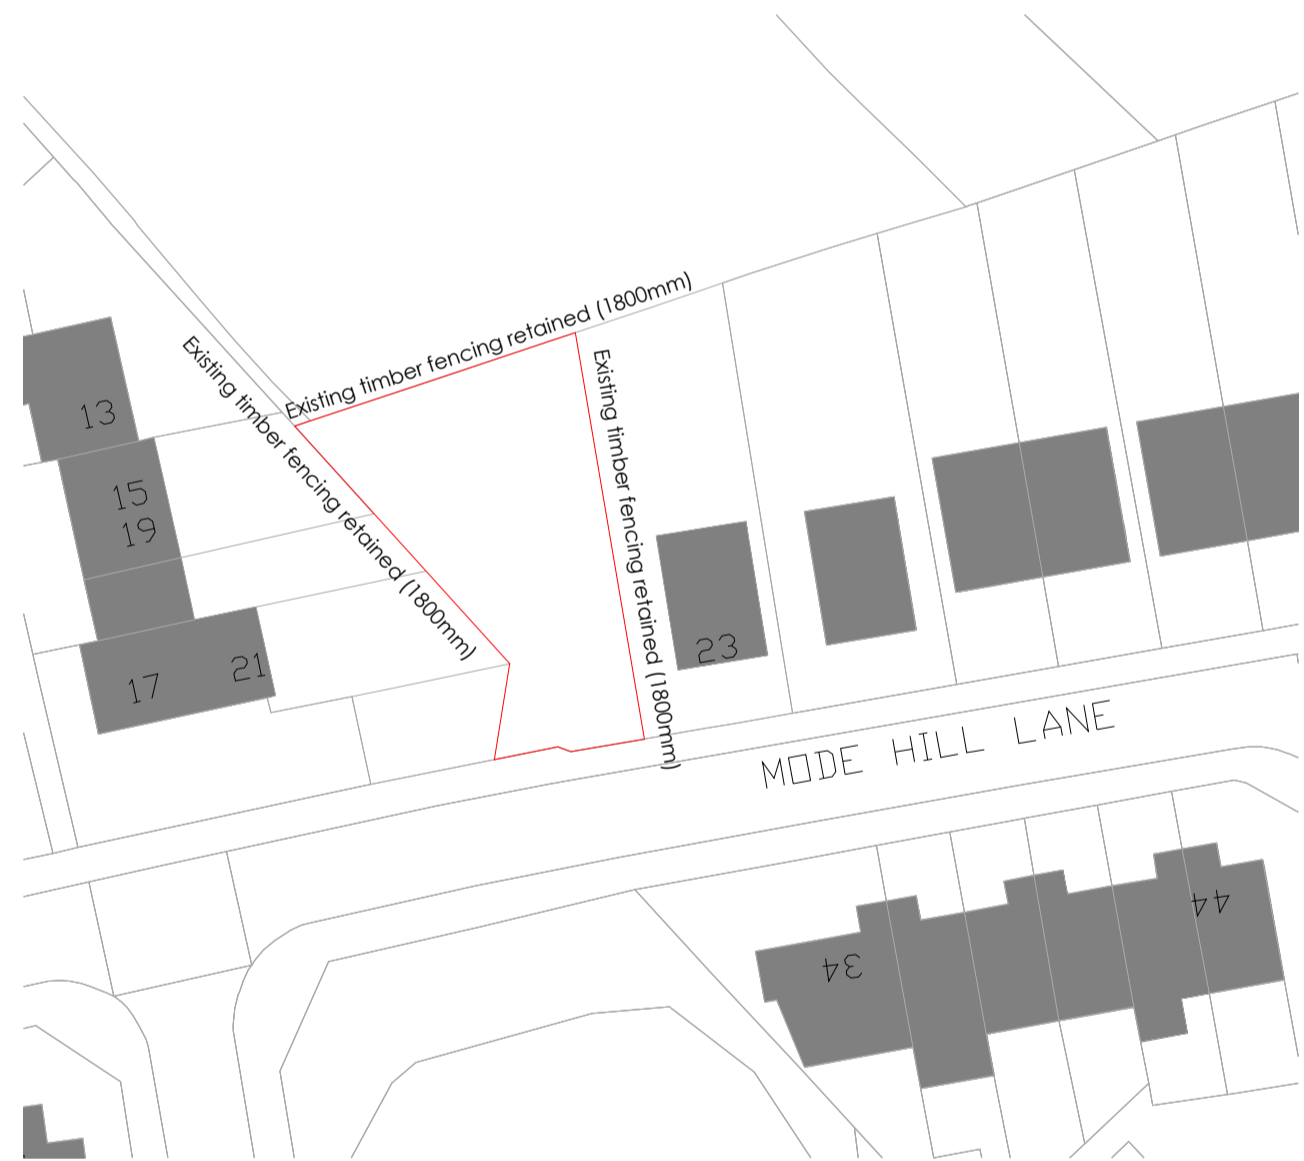 Existing timber fencing retained (1800mm)
Existing timber fencing retained (1800mm)
Existing timber fencing retained (1800mm)
13
15
19
17
21
23
MODE HILL LANE
34
44